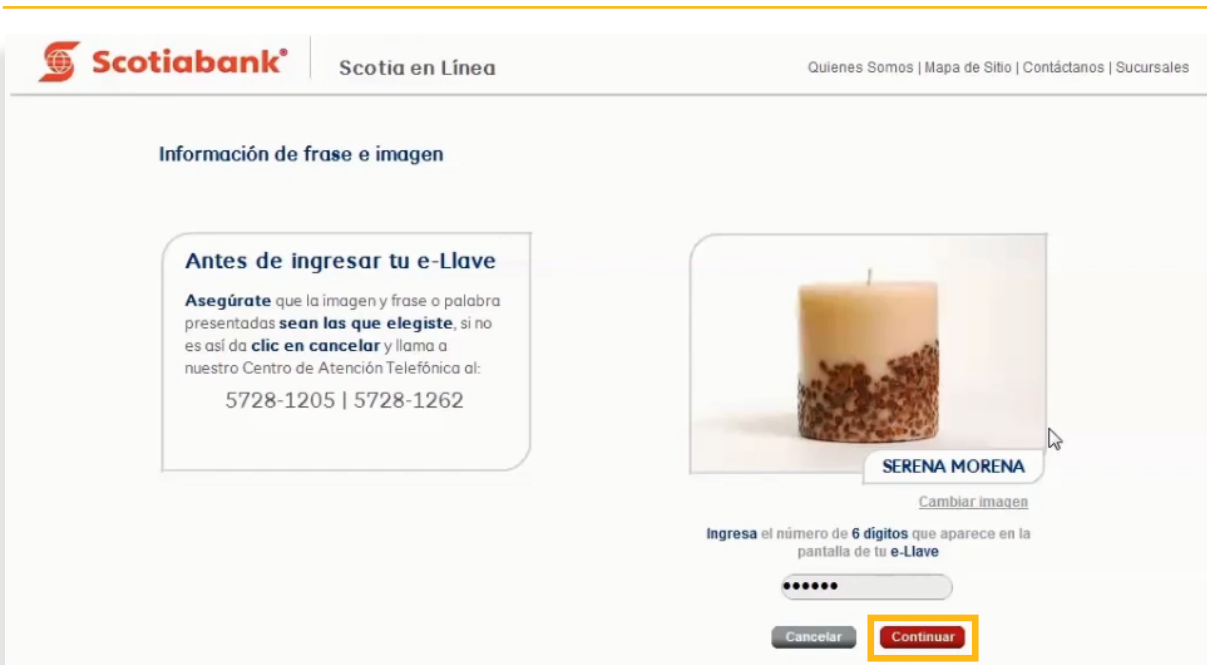 Scotiabank®
Scotia en Línea
Quienes Somos | Mapa de Sitio | Contáctanos | Sucursales
Información de frase e imagen
Antes de ingresar tu e-Llave
Asegúrate que la imagen y frase o palabra
presentadas sean las que elegiste, si no
es así da clic en cancelar y llama a
nuestro Centro de Atención Telefónica al:
5728-1205 | 5728-1262
SERENA MORENA
Cambiar imagen
Ingresa el número de 6 dígitos que aparece en la
pantalla de tu e-Llave
••••••
Cancelar
Continuar